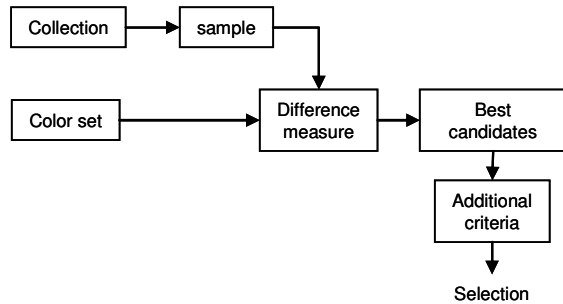 Collection
sample
Color set
Difference
measure
Best
candidates
Additional
criteria
Selection